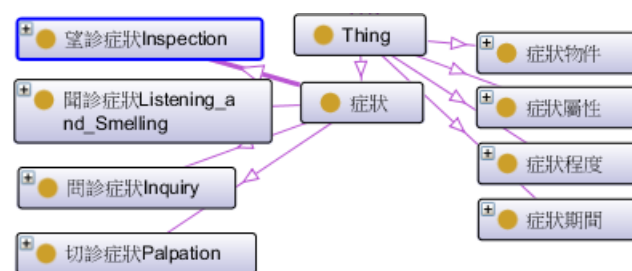 望診症狀Inspection
Thing
症狀物件
聞診症狀Listening_a
nd_Smelling
症狀
症狀屬性
問診症狀Inquiry
症狀程度
切診症狀Palpation
症狀期間